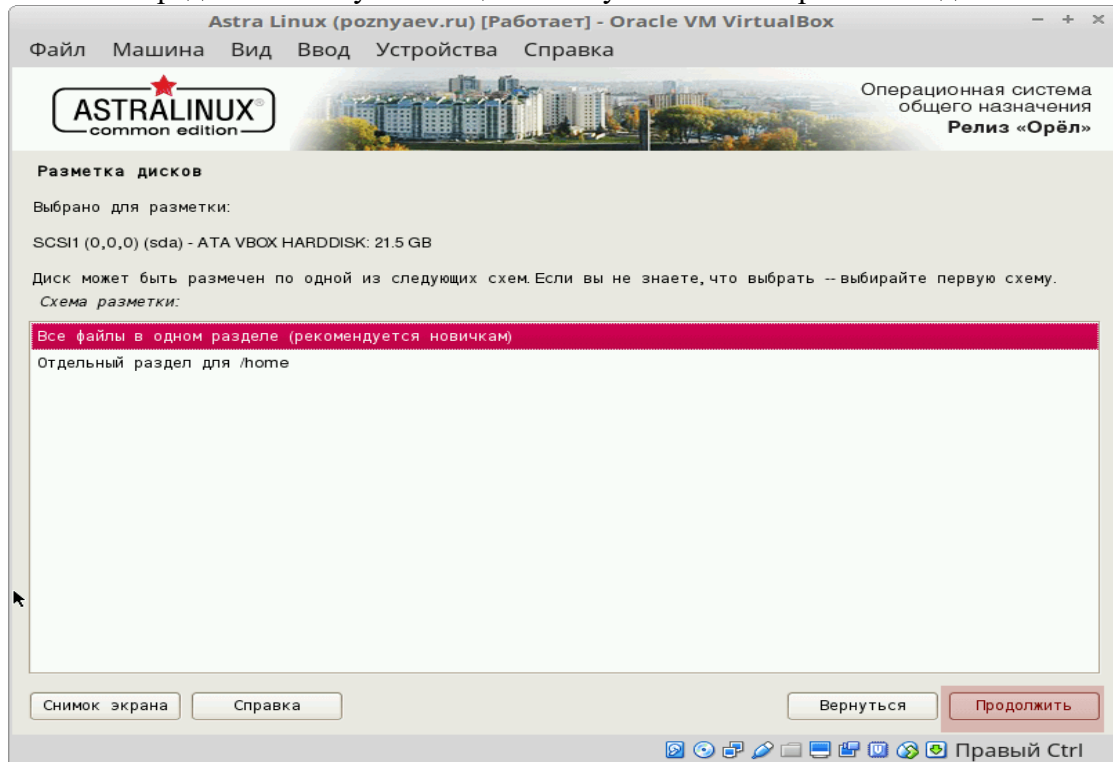 Astra Linux (poznyaev.ru) [Работает] - Oracle VM VirtualBox
Файл Машина Вид Ввод Устройства Справка
ASTRALINUX®
common edition
Операционная система
общего назначения
Релиз «Орёл»
Разметка дисков
Выбрано для разметки:
SCSI1 (0,0,0) (sda) - ATA VBOX HARDDISK: 21.5 GB
Диск может быть размечен по одной из следующих схем. Если вы не знаете, что выбрать -- выбирайте первую схему.
Схема разметки:
Все файлы в одном разделе (рекомендуется новичкам)
Отдельный раздел для /home
Снимок экрана Справка Вернуться Продолжить
Правый Ctrl